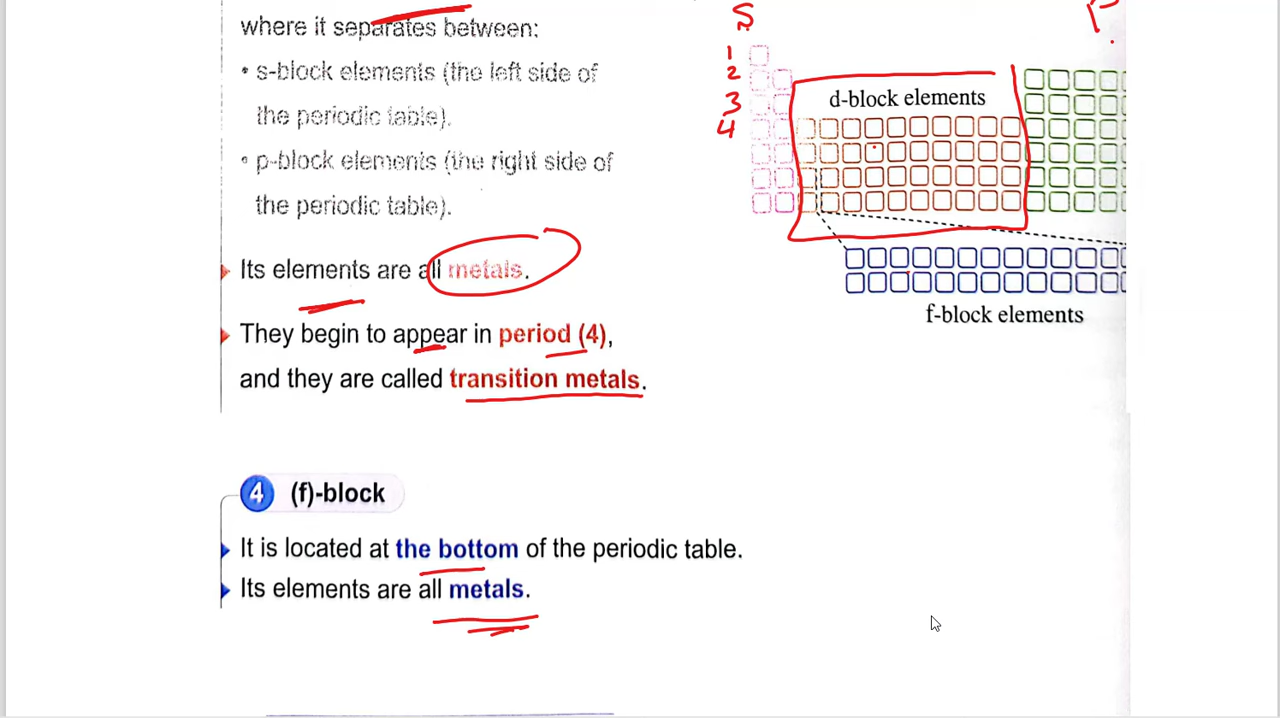 where it separates between:
• s-block elements (the left side of
the periodic table).
• p-block elements (the right side of
the periodic table).
Its elements are all metals.
They begin to appear in period (4),
and they are called transition metals.
4 (f)-block
It is located at the bottom of the periodic table.
Its elements are all metals.
S
1
2
3
4
d-block elements
f-block elements